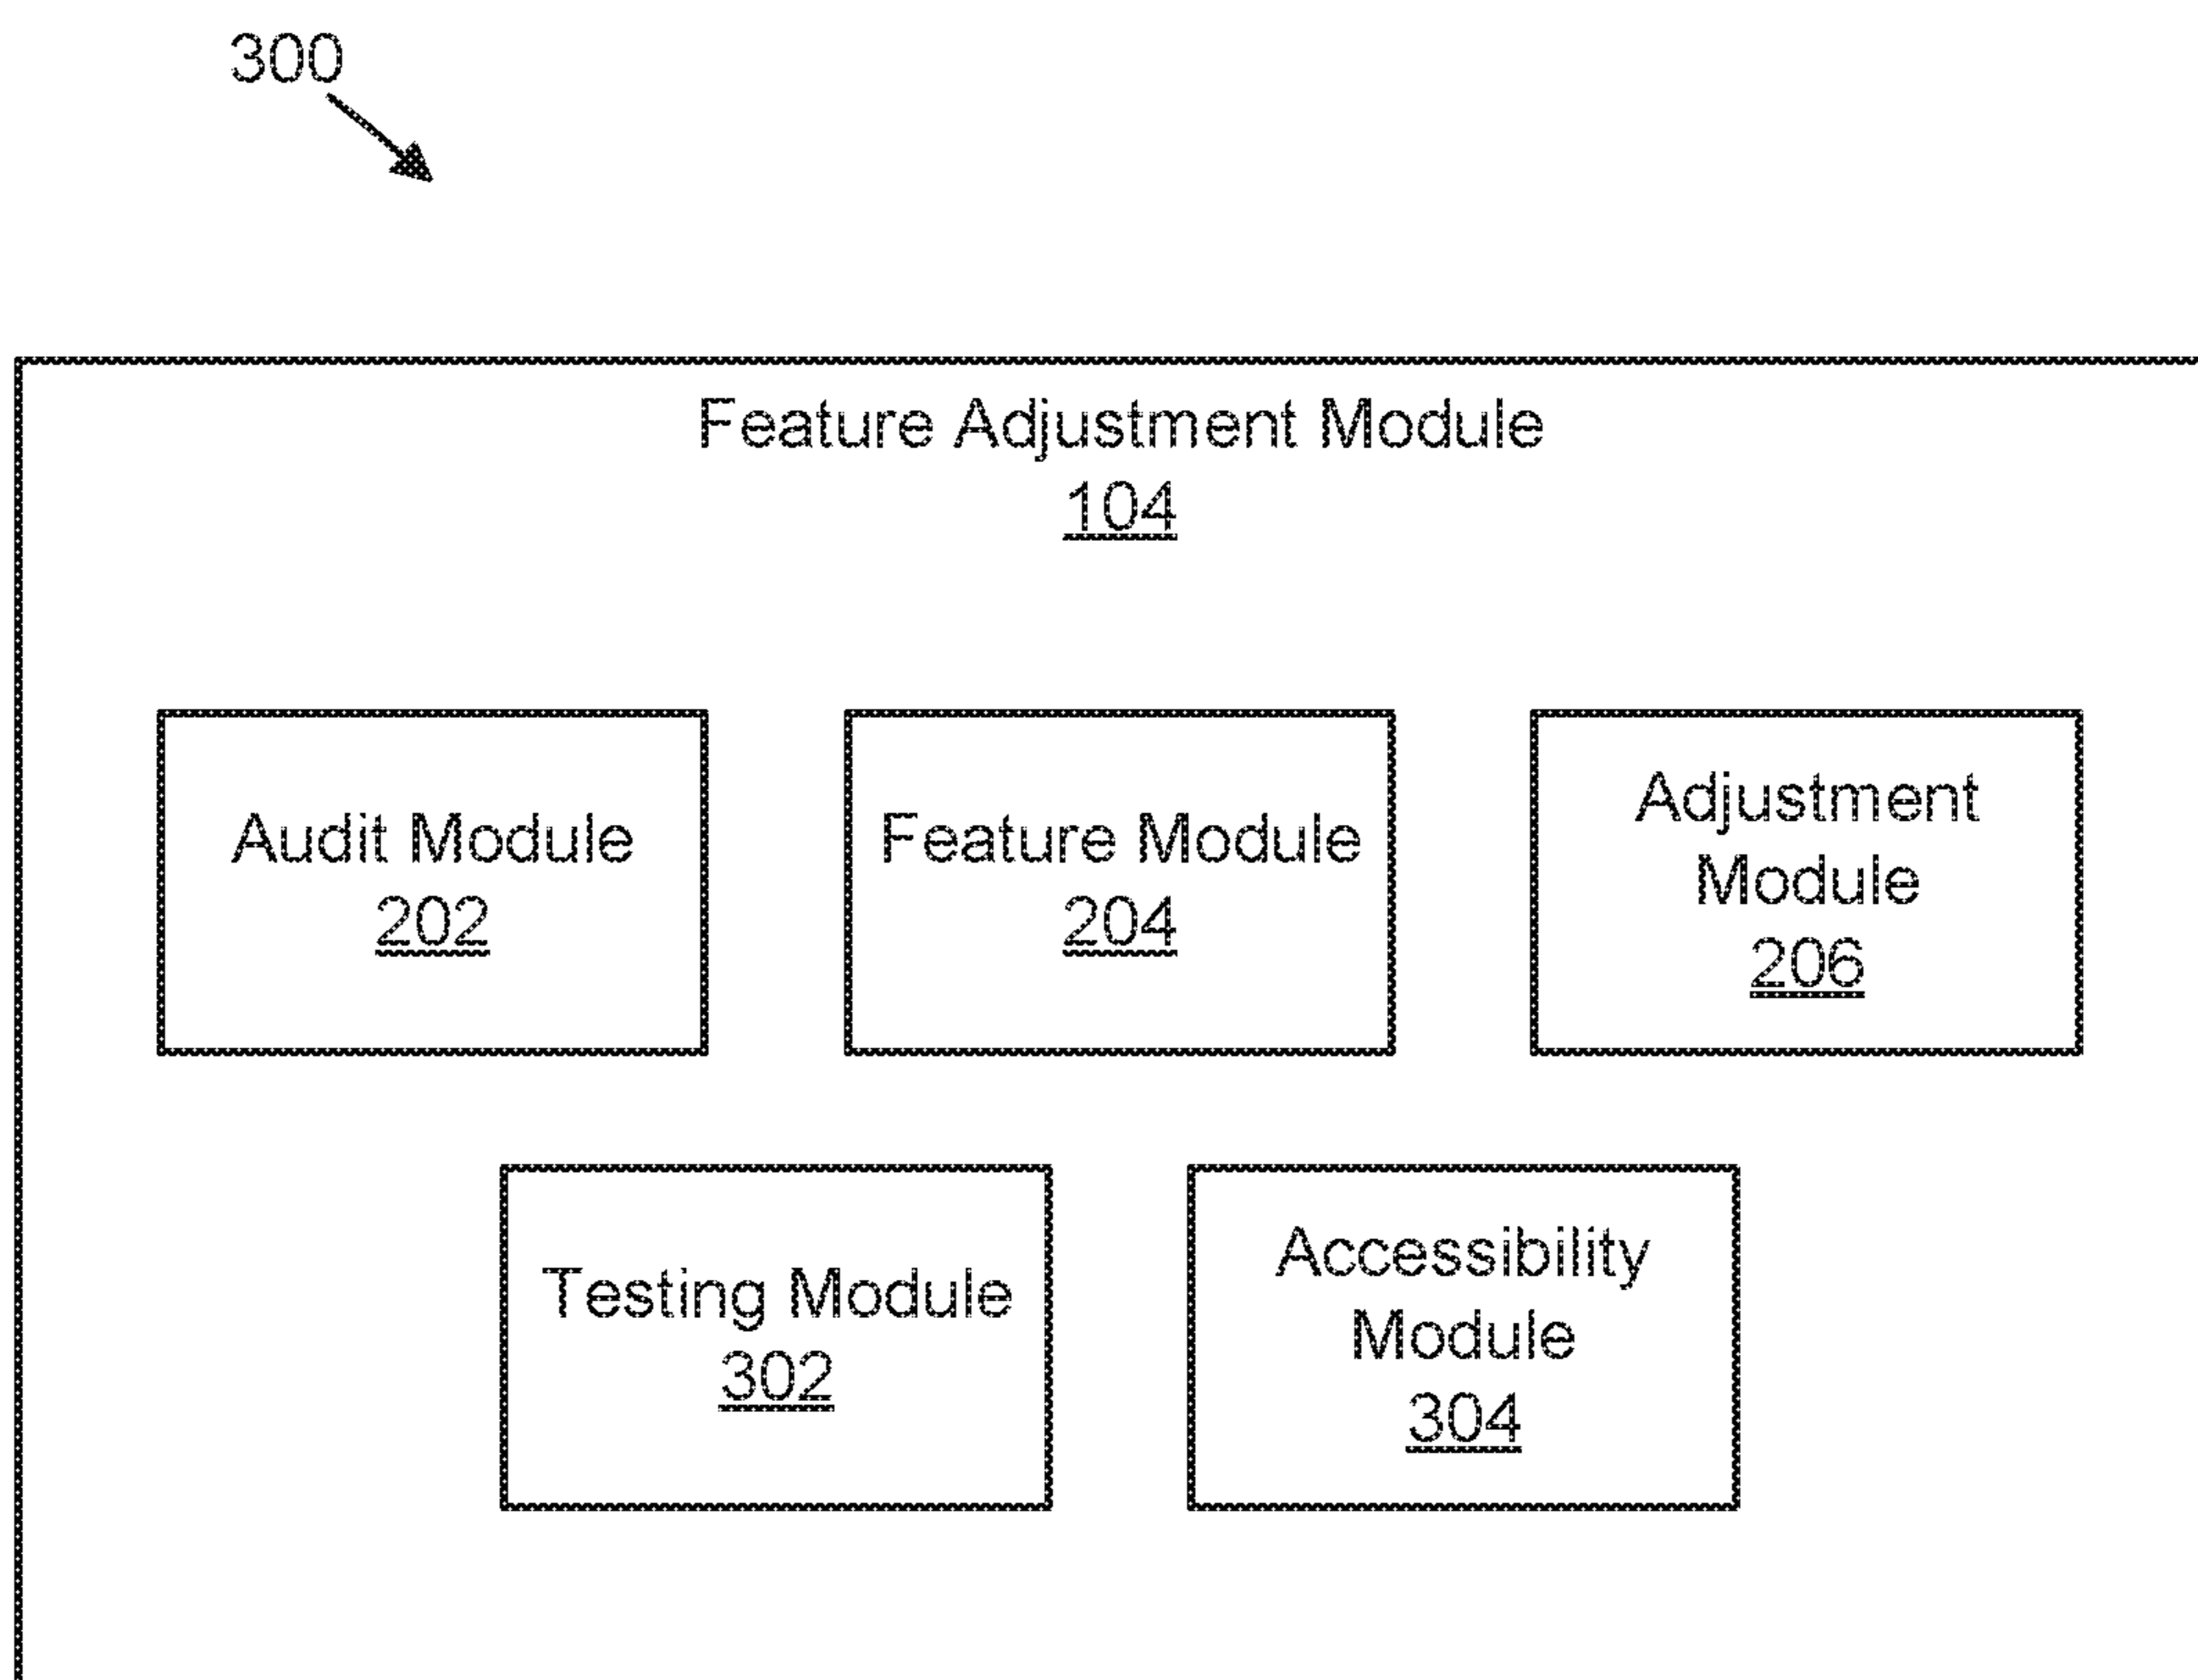 300
Feature Adjustment Module
104
Audit Module
202
Feature Module
204
Adjustment
Module
206
Testing Module
302
Accessibility
Module
304